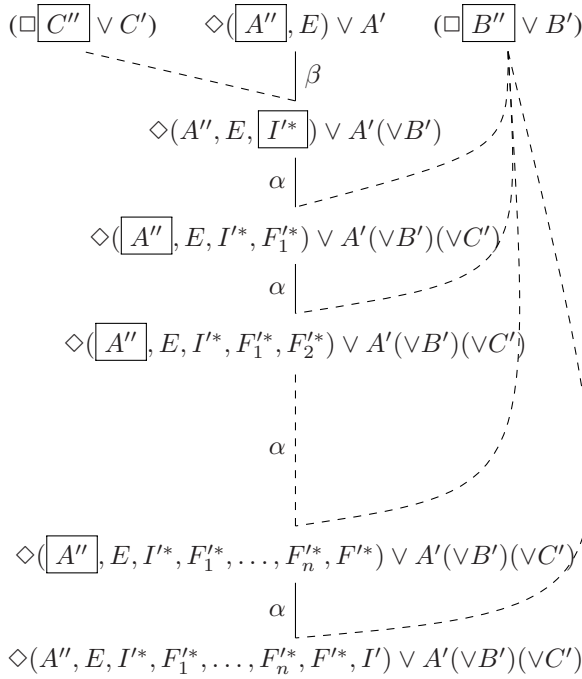 (□ C′′ ∨ C′) ◇( A′′ , E) ∨ A′ (□ B′′ ∨ B′)
β
◇(A′′, E, I′* ) ∨ A′(∨B′)
α
◇( A′′ , E, I′*, F′*₁) ∨ A′(∨B′)(∨C′)
α
◇( A′′ , E, I′*, F′*₁, F′*₂) ∨ A′(∨B′)(∨C′)
α
◇( A′′ , E, I′*, F′*₁, . . . , F′*ₙ, F′*) ∨ A′(∨B′)(∨C′)
α
◇(A′′, E, I′*, F′*₁, . . . , F′*ₙ, F′*, I′) ∨ A′(∨B′)(∨C′)